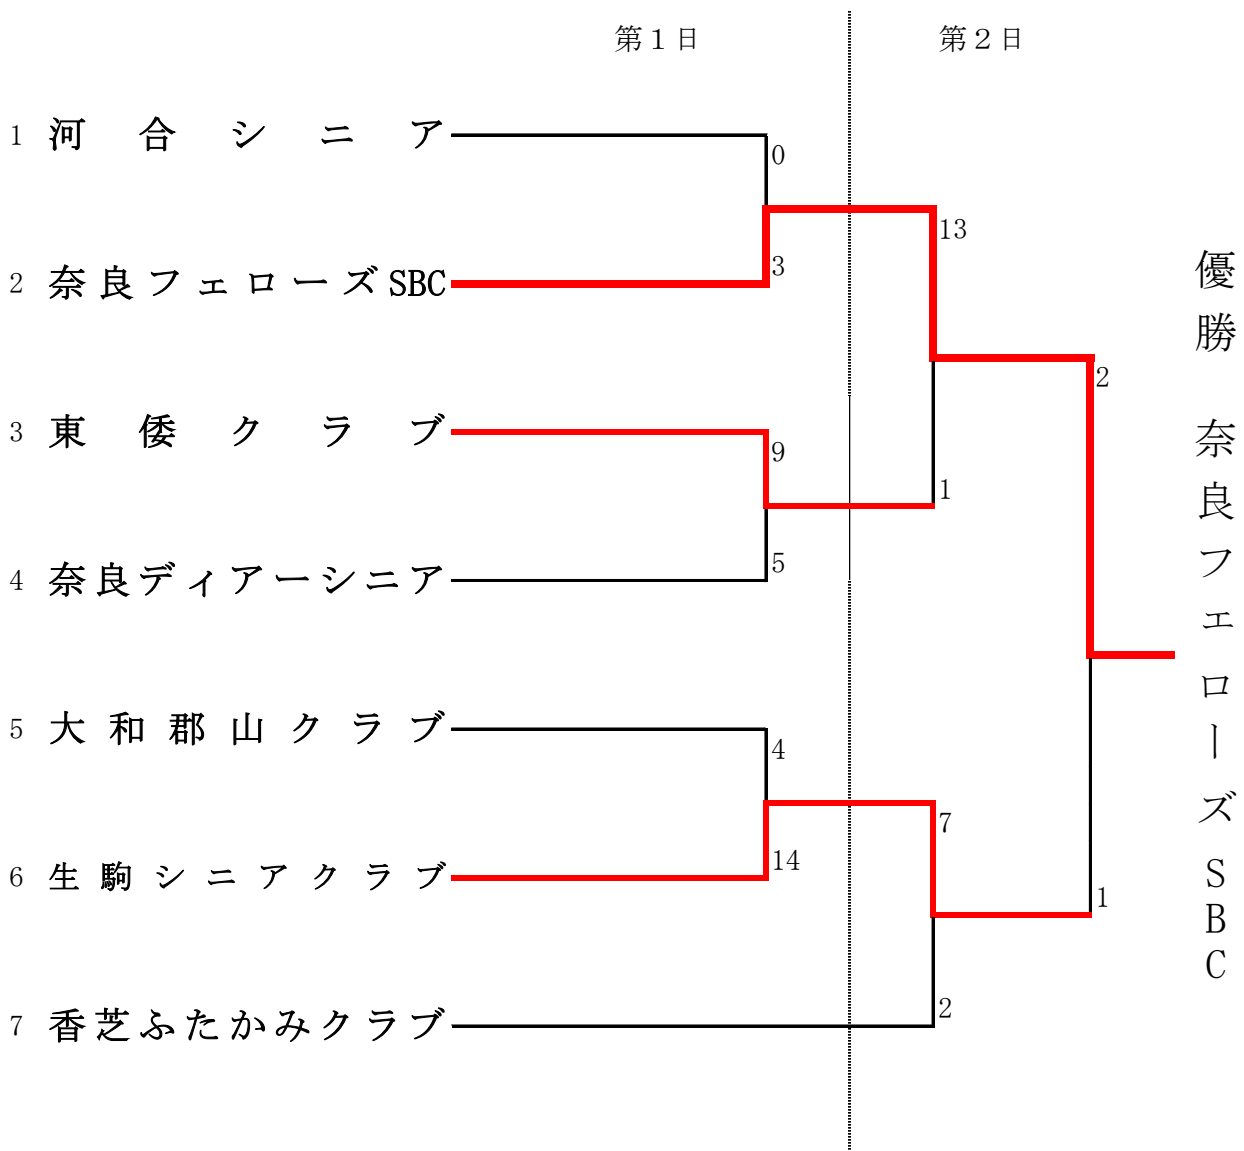 第１日
第２日
1 河合シニア
0
2 奈良フェローズSBC
3
13
3 東倭クラブ
9
4 奈良ディアーシニア
5
1
2
5 大和郡山クラブ
4
6 生駒シニアクラブ
14
7
7 香芝ふたかみクラブ
2
1
優勝 奈良フェローズSBC